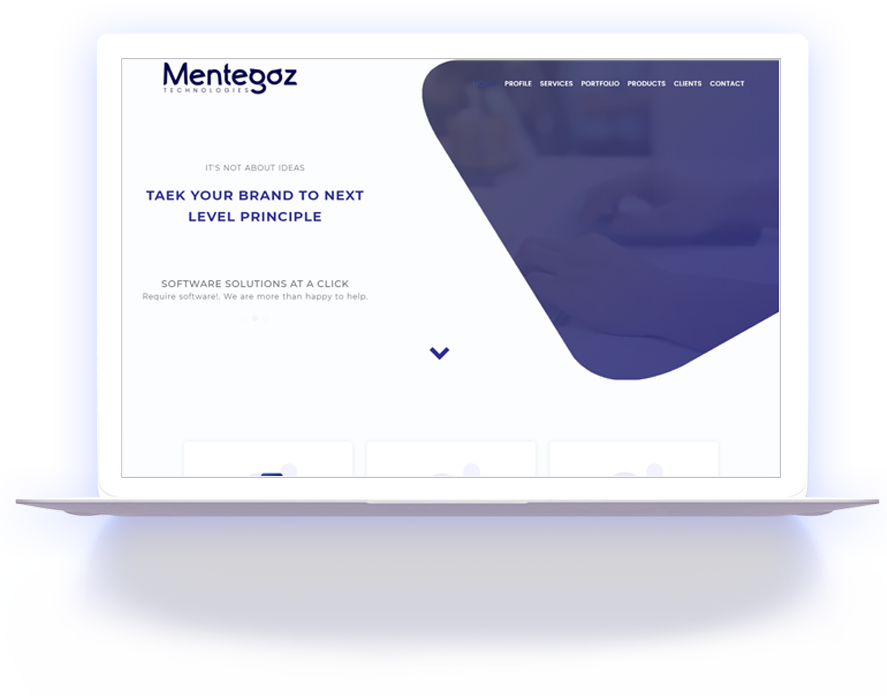 Mentegoz
TECHNOLOGIES
PROFILE SERVICES PORTFOLIO PRODUCTS CLIENTS CONTACT
IT'S NOT ABOUT IDEAS
TAEK YOUR BRAND TO NEXT
LEVEL PRINCIPLE
SOFTWARE SOLUTIONS AT A CLICK
Require software!. We are more than happy to help.